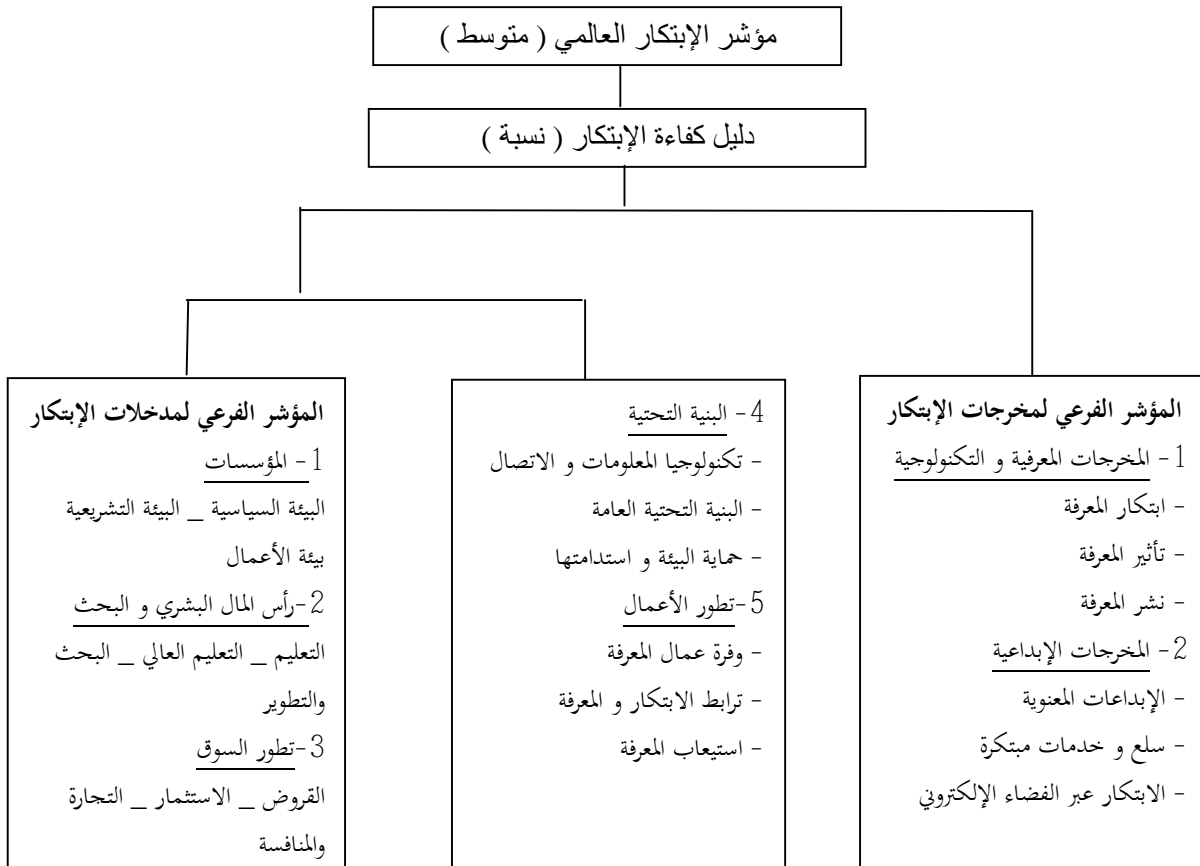 مؤشر الإبتكار العالمي ( متوسط )
دليل كفاءة الإبتكار ( نسبة )
المؤشر الفرعي لمخرجات الإبتكار
1- المخرجات المعرفية و التكنولوجية
- ابتكار المعرفة
- تأثير المعرفة
- نشر المعرفة
2- المخرجات الإبداعية
- الإبداعات المعنوية
- سلع و خدمات مبتكرة
- الابتكار عبر الفضاء الإلكتروني
4- البنية التحتية
- تكنولوجيا المعلومات و الاتصال
- البنية التحتية العامة
- حماية البيئة و استدامتها
5-تطور الأعمال
- وفرة عمال المعرفة
- ترابط الابتكار و المعرفة
- استيعاب المعرفة
المؤشر الفرعي لمدخلات الإبتكار
1- المؤسسات
البيئة السياسية _ البيئة التشريعية
بيئة الأعمال
2-رأس المال البشري و البحث
التعليم _ التعليم العالي _ البحث
والتطوير
3-تطور السوق
القروض _ الاستثمار _ التجارة
والمنافسة